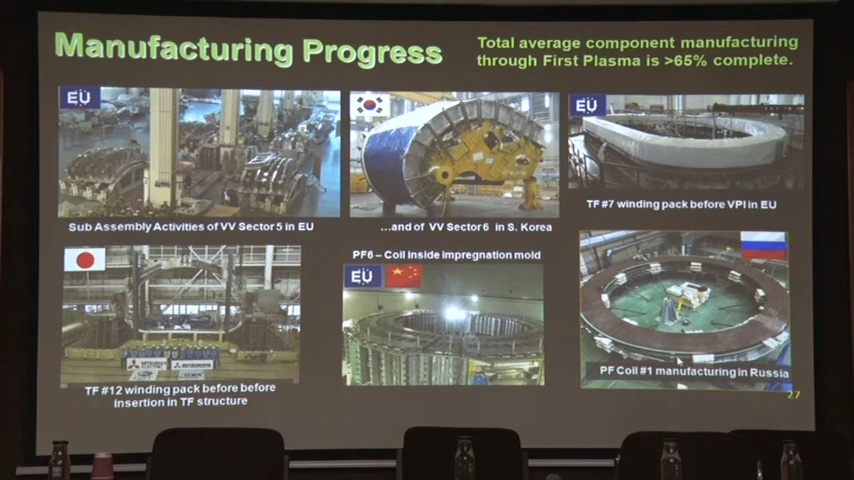 Manufacturing Progress
Total average component manufacturing
through First Plasma is >65% complete.
EU
EU
Sub Assembly Activities of VV Sector 5 in EU
...and of VV Sector 6 in S. Korea
TF #7 winding pack before VPI in EU
PF6 – Coil inside impregnation mold
EU
TF #12 winding pack before before
insertion in TF structure
PF Coil #1 manufacturing in Russia
27